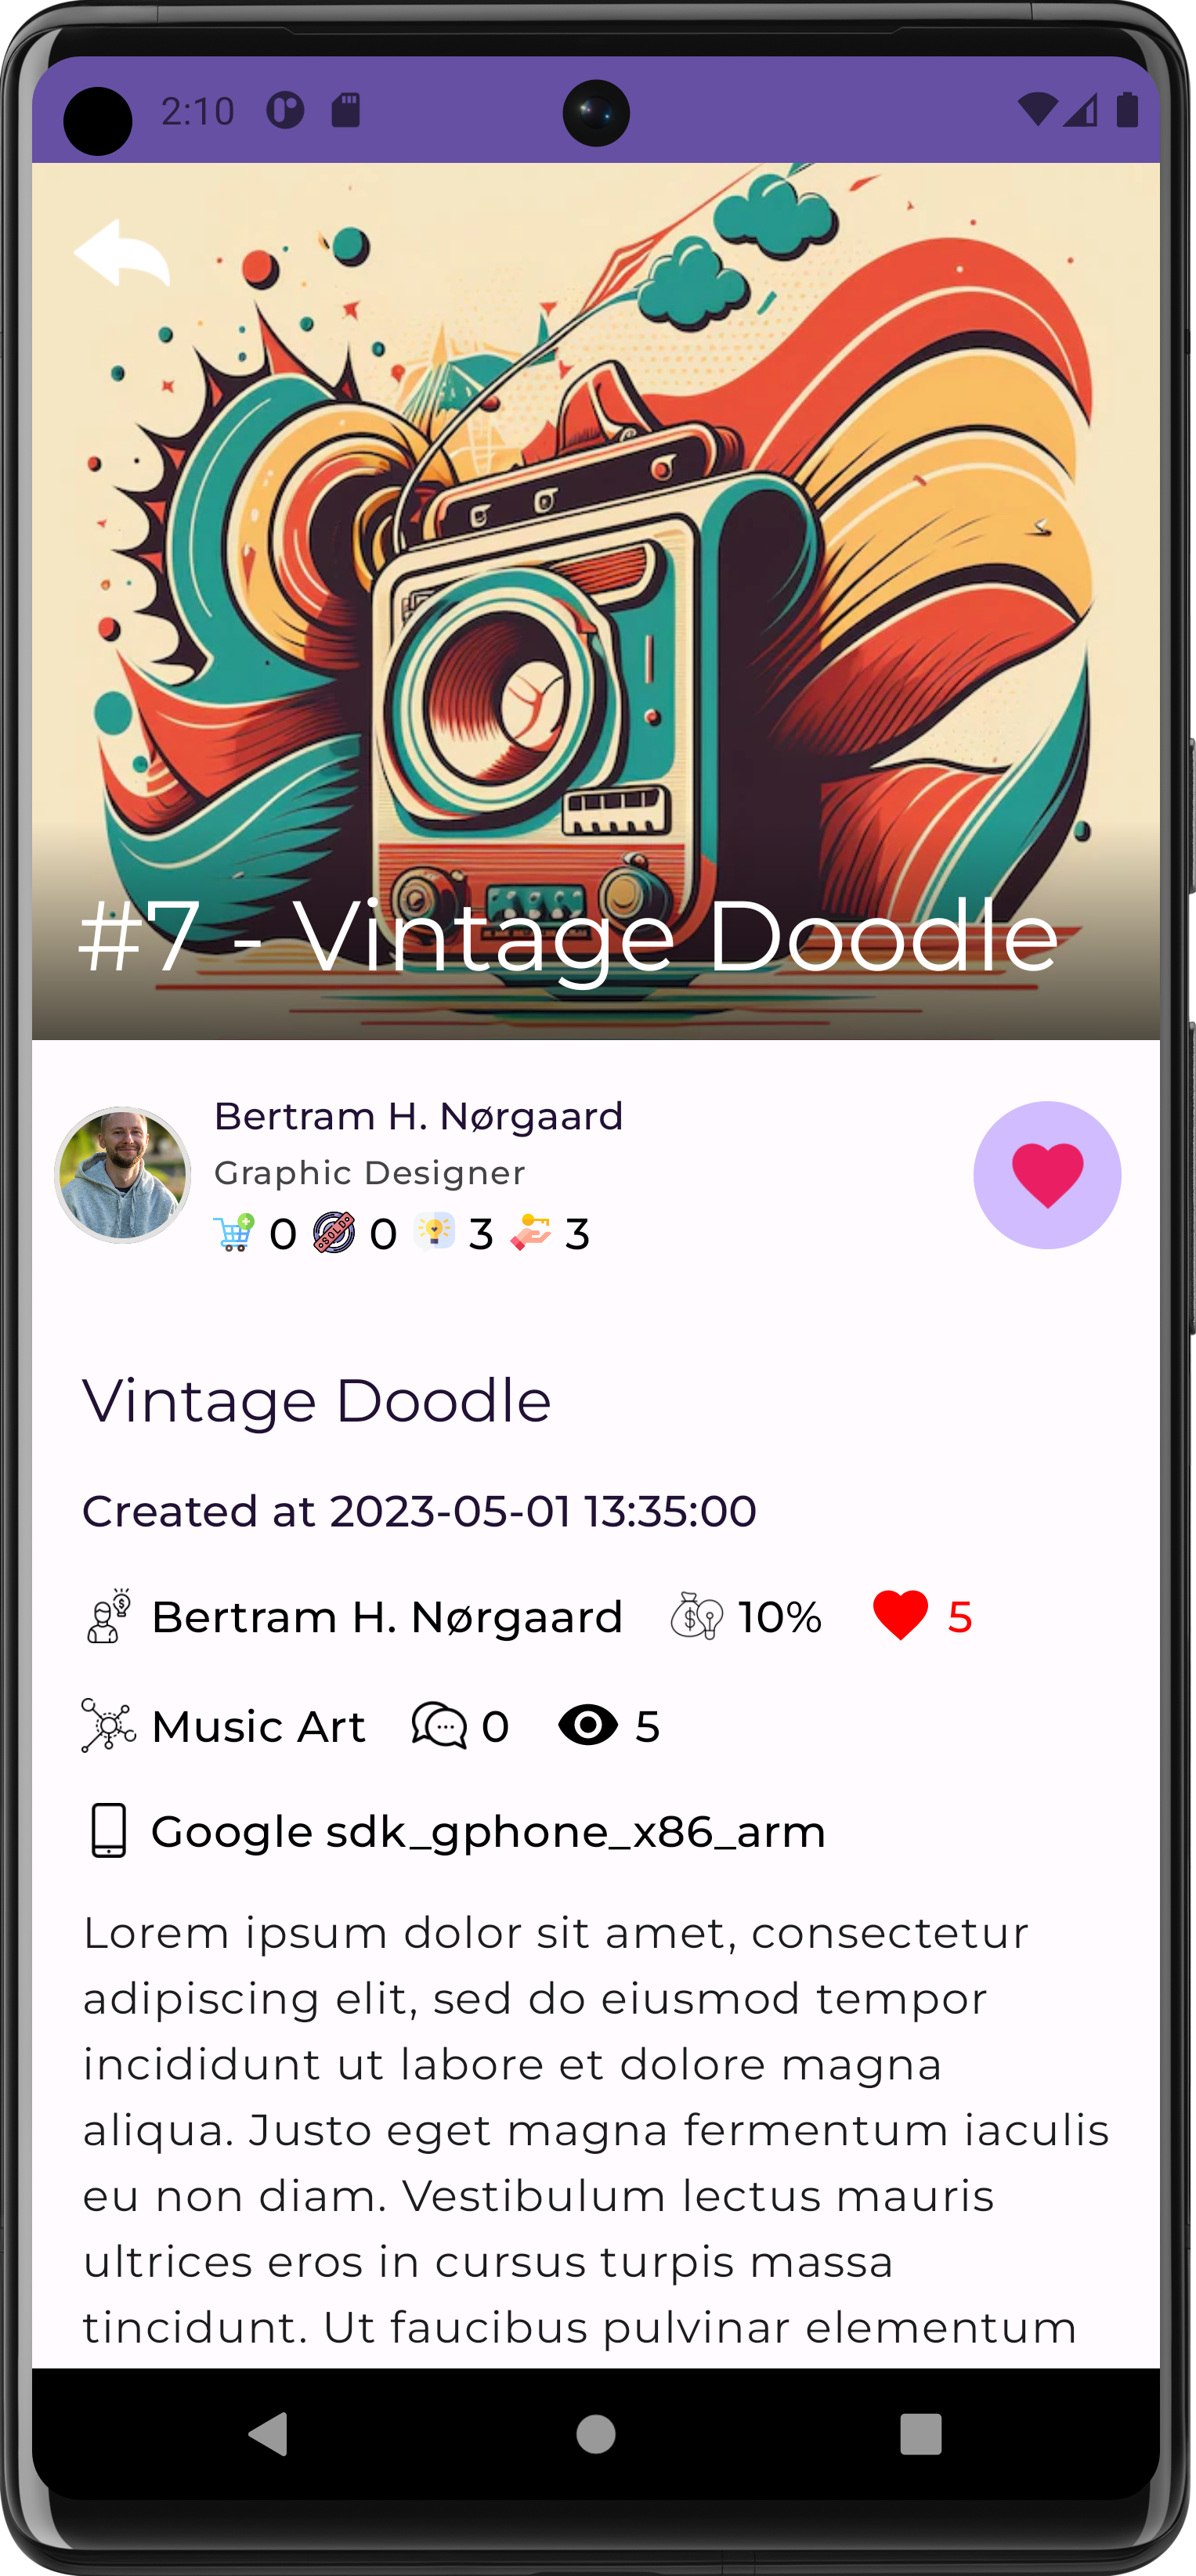 2:10
#7 - Vintage Doodle
Bertram H. Nørgaard
Graphic Designer
0 SOLD 0 3 3
Vintage Doodle
Created at 2023-05-01 13:35:00
Bertram H. Nørgaard 10% 5
Music Art 0 5
Google sdk_gphone_x86_arm
Lorem ipsum dolor sit amet, consectetur
adipiscing elit, sed do eiusmod tempor
incididunt ut labore et dolore magna
aliqua. Justo eget magna fermentum iaculis
eu non diam. Vestibulum lectus mauris
ultrices eros in cursus turpis massa
tincidunt. Ut faucibus pulvinar elementum